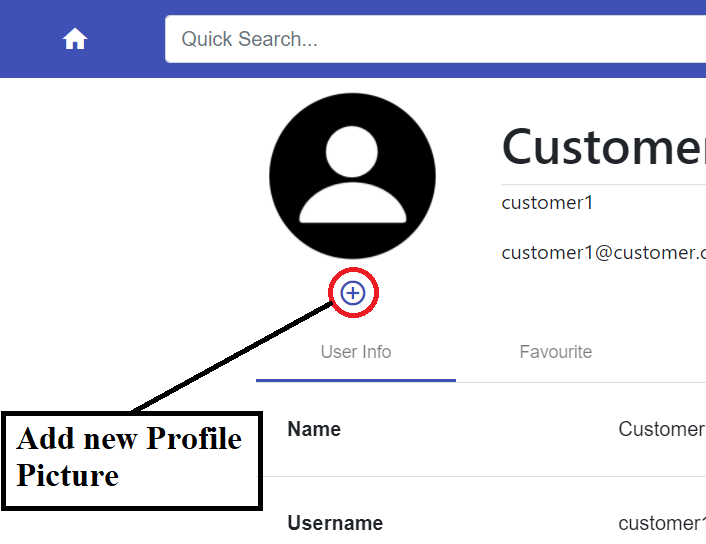 Quick Search...
Customer
customer1
customer1@customer.c
User Info
Favourite
Add new Profile
Picture
Name
Customer
Username
customer1